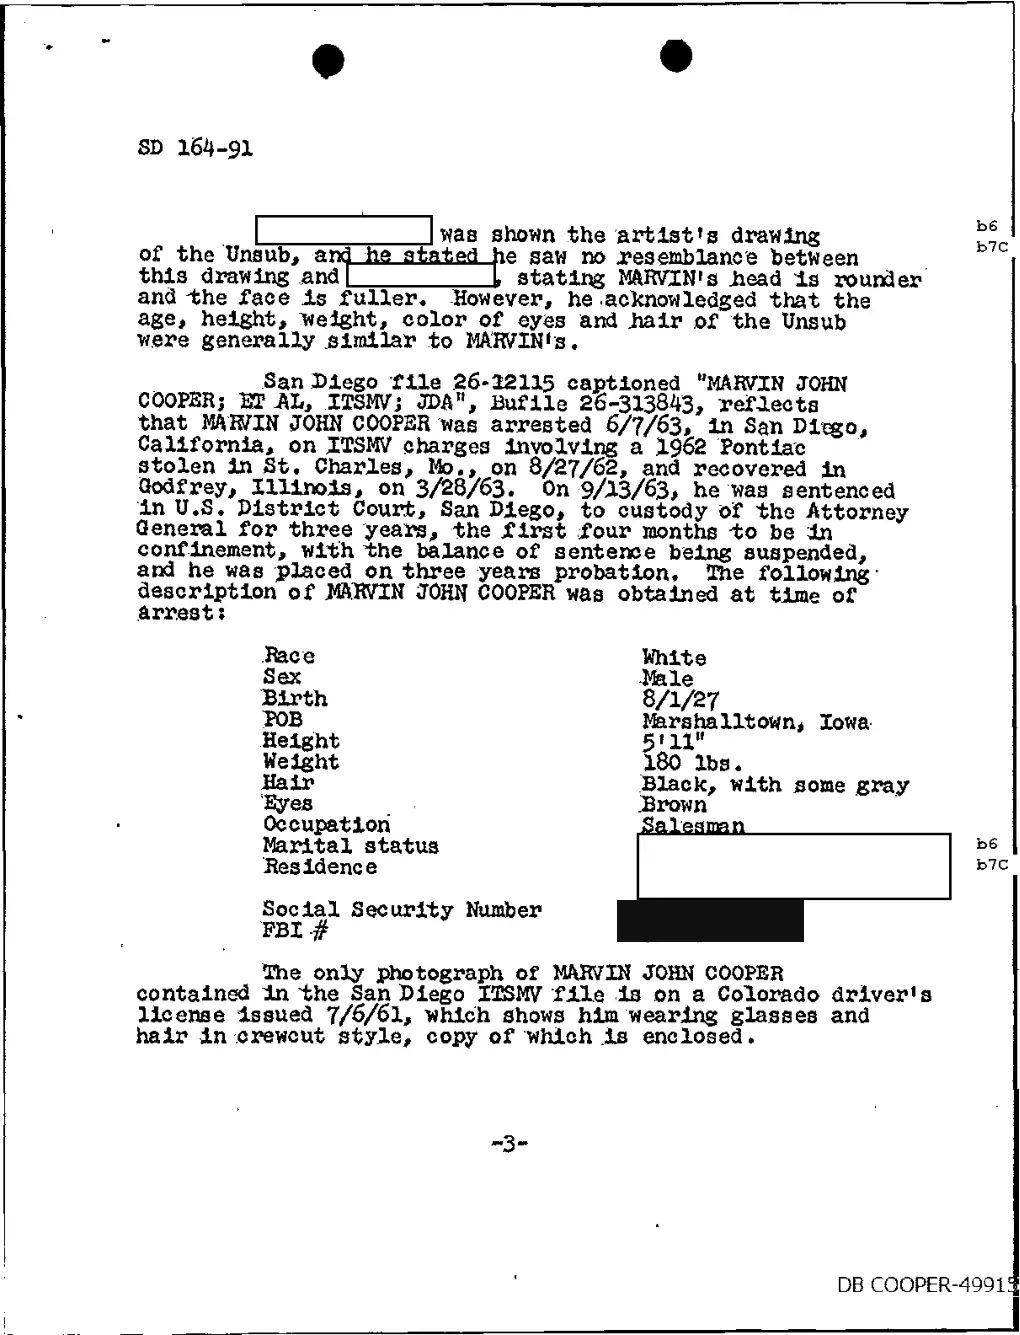 SD 164-91
was shown the artist's drawing b6
of the Unsub, and he stated he saw no resemblance between b7C
this drawing and , stating MARVIN's head is rounder
and the face is fuller. However, he acknowledged that the
age, height, weight, color of eyes and hair of the Unsub
were generally similar to MARVIN's.
San Diego file 26-12115 captioned "MARVIN JOHN
COOPER; ET AL, ITSMV; JDA", Bufile 26-313843, reflects
that MARVIN JOHN COOPER was arrested 6/7/63, in San Diego,
California, on ITSMV charges involving a 1962 Pontiac
stolen in St. Charles, Mo., on 8/27/62, and recovered in
Godfrey, Illinois, on 3/28/63. On 9/13/63, he was sentenced
in U.S. District Court, San Diego, to custody of the Attorney
General for three years, the first four months to be in
confinement, with the balance of sentence being suspended,
and he was placed on three years probation. The following
description of MARVIN JOHN COOPER was obtained at time of
arrest:
Race White
Sex Male
Birth 8/1/27
POB Marshalltown, Iowa
Height 5'11"
Weight 180 lbs.
Hair Black, with some gray
Eyes Brown
Occupation Salesman
Marital status b6
Residence b7C
Social Security Number
FBI #
The only photograph of MARVIN JOHN COOPER
contained in the San Diego ITSMV file is on a Colorado driver's
license issued 7/6/61, which shows him wearing glasses and
hair in crewcut style, copy of which is enclosed.
-3-
DB COOPER-49915